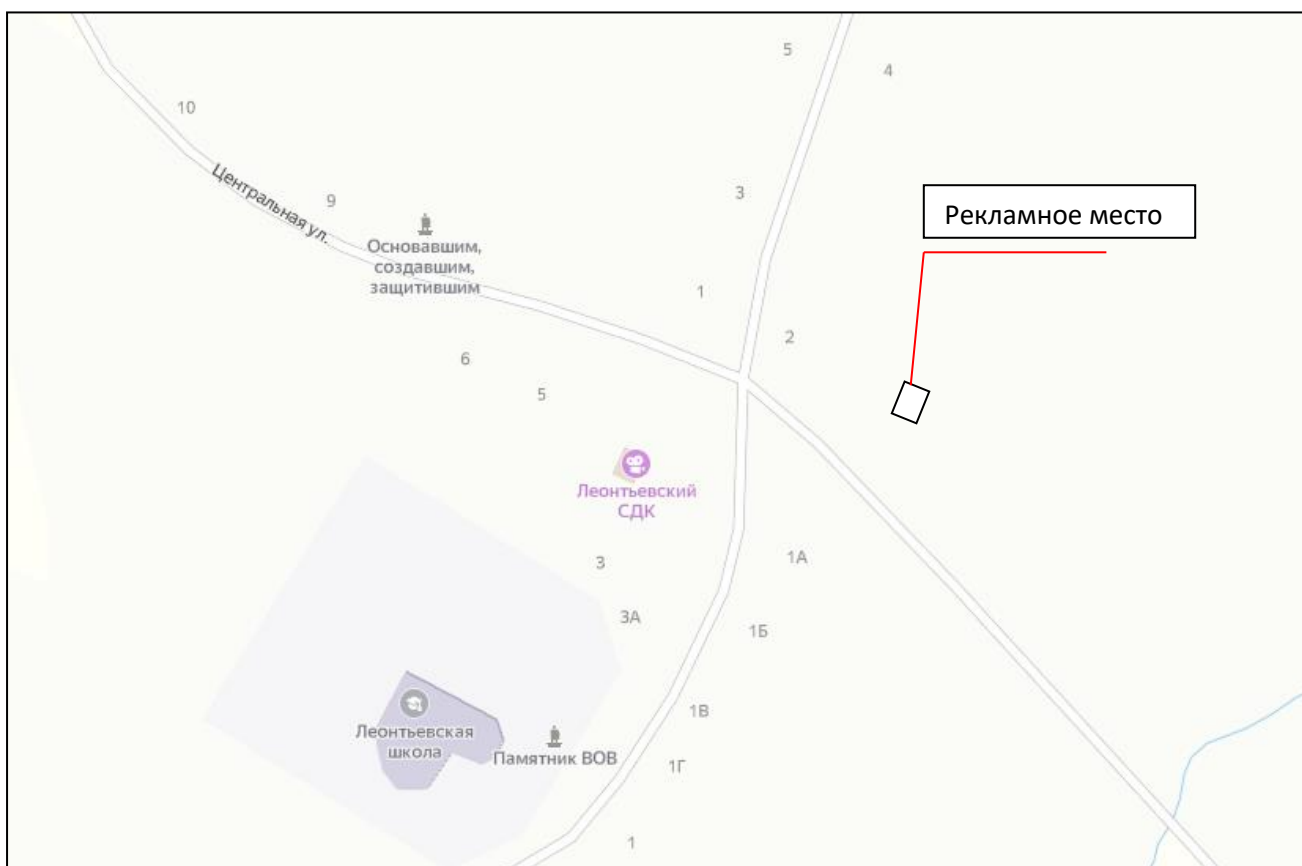 5
4
10
Центральная ул.
9
3
Рекламное место
Основавшим,
создавшим,
защитившим
1
2
6
5
Леонтьевский
СДК
3
1А
3А
1Б
1В
Леонтьевская
школа
Памятник ВОВ
1Г
1